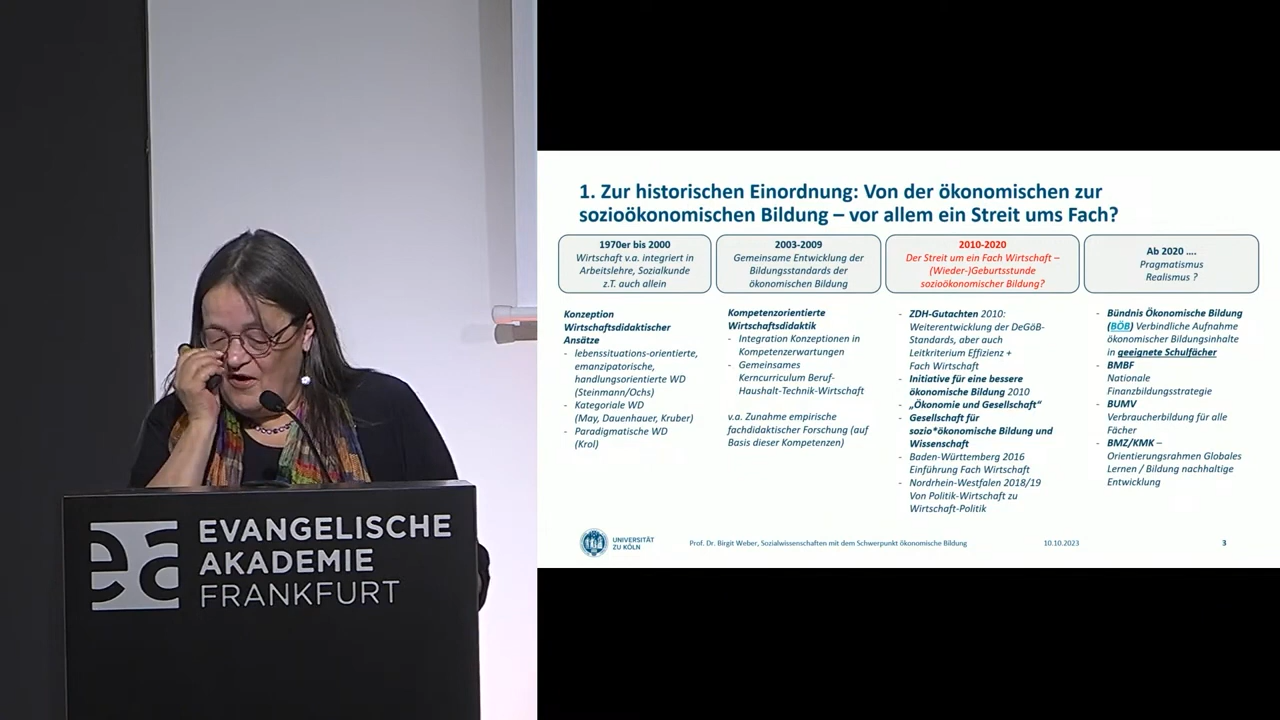 EVANGELISCHE
AKADEMIE
FRANKFURT
ea
1. Zur historischen Einordnung: Von der ökonomischen zur
sozioökonomischen Bildung – vor allem ein Streit ums Fach?
1970er bis 2000
Wirtschaft v.a. integriert in
Arbeitslehre, Sozialkunde
z.T. auch allein
Konzeption
Wirtschaftsdidaktischer
Ansätze
- lebenssituations-orientierte,
emanzipatorische,
handlungsorientierte WD
(Steinmann/Ochs)
- Kategoriale WD
(May, Dauenhauer, Kruber)
- Paradigmatische WD
(Krol)
2003-2009
Gemeinsame Entwicklung der
Bildungsstandards der
ökonomischen Bildung
Kompetenzorientierte
Wirtschaftsdidaktik
- Integration Konzeptionen in
Kompetenzerwartungen
- Gemeinsames
Kerncurriculum Beruf-
Haushalt-Technik-Wirtschaft
v.a. Zunahme empirische
fachdidaktischer Forschung (auf
Basis dieser Kompetenzen)
2010-2020
Der Streit um ein Fach Wirtschaft –
(Wieder-)Geburtsstunde
sozioökonomischer Bildung?
- ZDH-Gutachten 2010:
Weiterentwicklung der DeGöB-
Standards, aber auch
Leitkriterium Effizienz +
Fach Wirtschaft
- Initiative für eine bessere
ökonomische Bildung 2010
- „Ökonomie und Gesellschaft“
- Gesellschaft für
sozio*ökonomische Bildung und
Wissenschaft
- Baden-Württemberg 2016
Einführung Fach Wirtschaft
- Nordrhein-Westfalen 2018/19
Von Politik-Wirtschaft zu
Wirtschaft-Politik
Ab 2020 ....
Pragmatismus
Realismus ?
- Bündnis Ökonomische Bildung
(BÖB) Verbindliche Aufnahme
ökonomischer Bildungsinhalte
in geeignete Schulfächer
- BMBF
Nationale
Finanzbildungsstrategie
- BUMV
Verbraucherbildung für alle
Fächer
- BMZ/KMK –
Orientierungsrahmen Globales
Lernen / Bildung nachhaltige
Entwicklung
UNIVERSITÄT
ZU KÖLN
Prof. Dr. Birgit Weber, Sozialwissenschaften mit dem Schwerpunkt ökonomische Bildung
10.10.2023
3